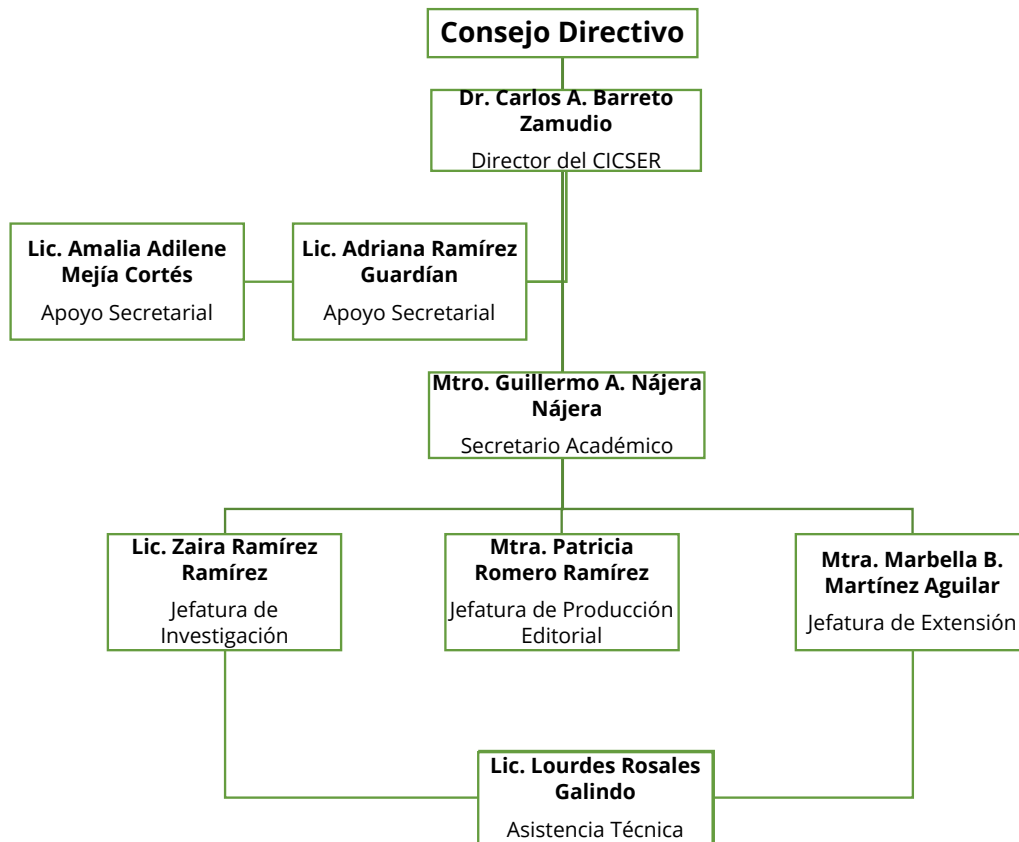 Consejo Directivo
Dr. Carlos A. Barreto
Zamudio
Director del CICSER
Lic. Amalia Adilene
Mejía Cortés
Apoyo Secretarial
Lic. Adriana Ramírez
Guardían
Apoyo Secretarial
Mtro. Guillermo A. Nájera
Nájera
Secretario Académico
Lic. Zaira Ramírez
Ramírez
Jefatura de
Investigación
Mtra. Patricia
Romero Ramírez
Jefatura de Producción
Editorial
Mtra. Marbella B.
Martínez Aguilar
Jefatura de Extensión
Lic. Lourdes Rosales
Galindo
Asistencia Técnica